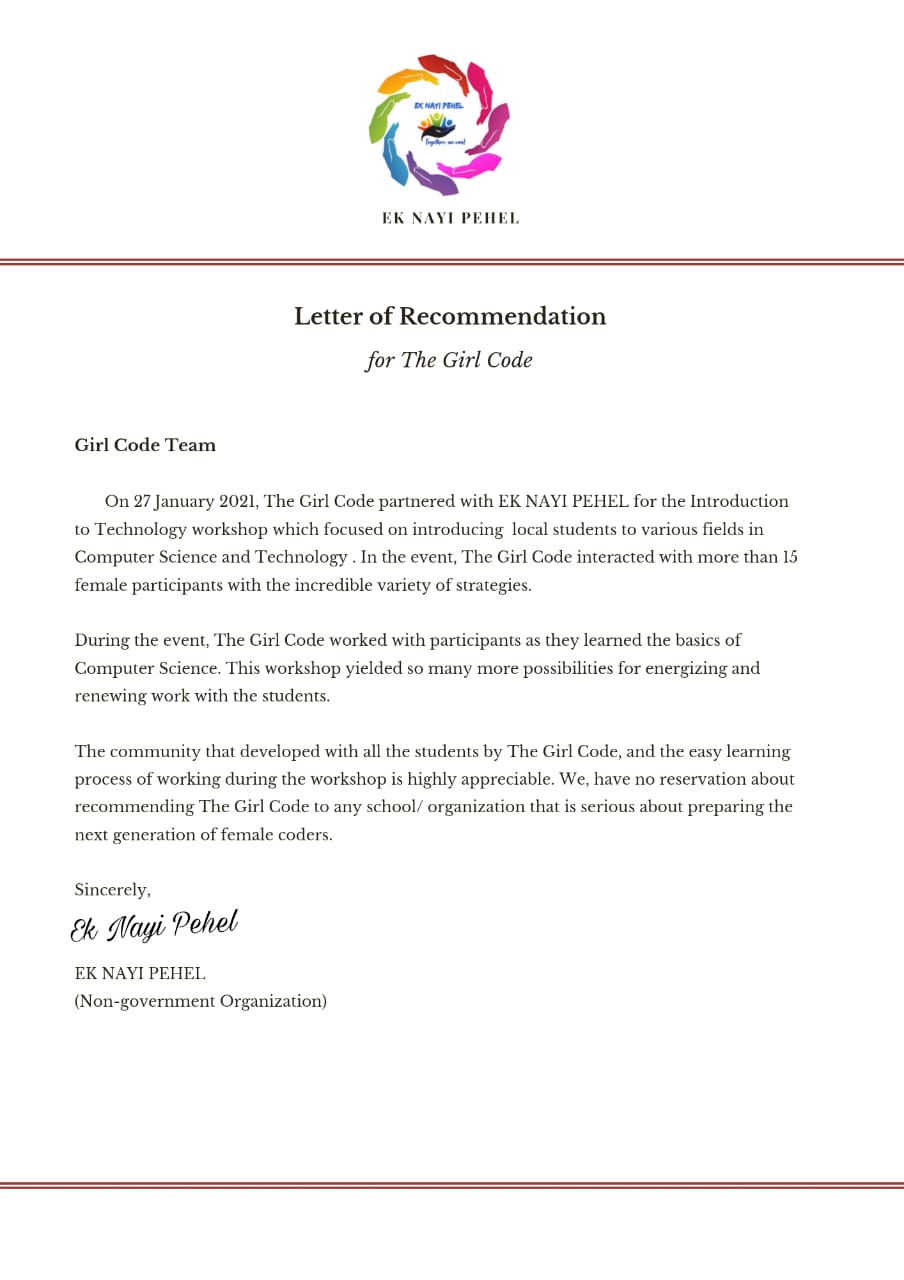 EK NAYI PEHEL
Together we can!
EK NAYI PEHEL
Letter of Recommendation
for The Girl Code
Girl Code Team
On 27 January 2021, The Girl Code partnered with EK NAYI PEHEL for the Introduction
to Technology workshop which focused on introducing  local students to various fields in
Computer Science and Technology . In the event, The Girl Code interacted with more than 15
female participants with the incredible variety of strategies.
During the event, The Girl Code worked with participants as they learned the basics of
Computer Science. This workshop yielded so many more possibilities for energizing and
renewing work with the students.
The community that developed with all the students by The Girl Code, and the easy learning
process of working during the workshop is highly appreciable. We, have no reservation about
recommending The Girl Code to any school/ organization that is serious about preparing the
next generation of female coders.
Sincerely,
Ek Nayi Pehel
EK NAYI PEHEL
(Non-government Organization)